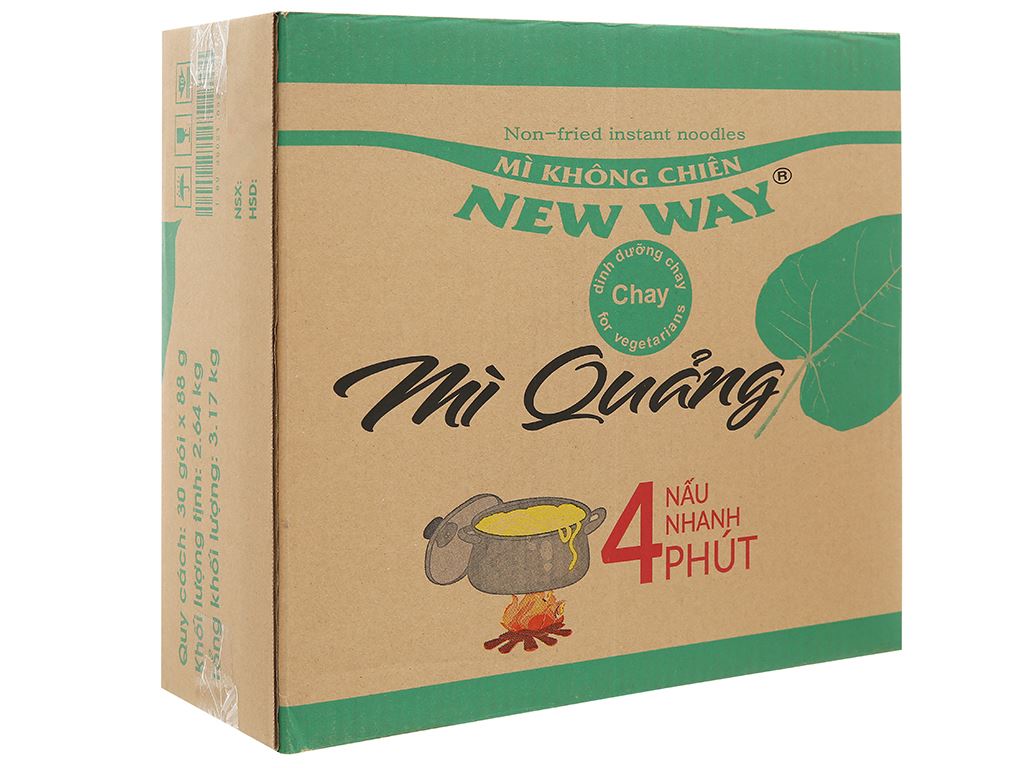 Non-fried instant noodles
MÌ KHÔNG CHIÊN
NEW WAY®
dinh dưỡng chay
Chay
for vegetarians
Mì Quảng
4 NẤU
NHANH
PHÚT
NSX:
HSD:
Quy cách: 30 gói x 88 g
Khối lượng tịnh: 2.64 kg
Tổng khối lượng: 3.17 kg